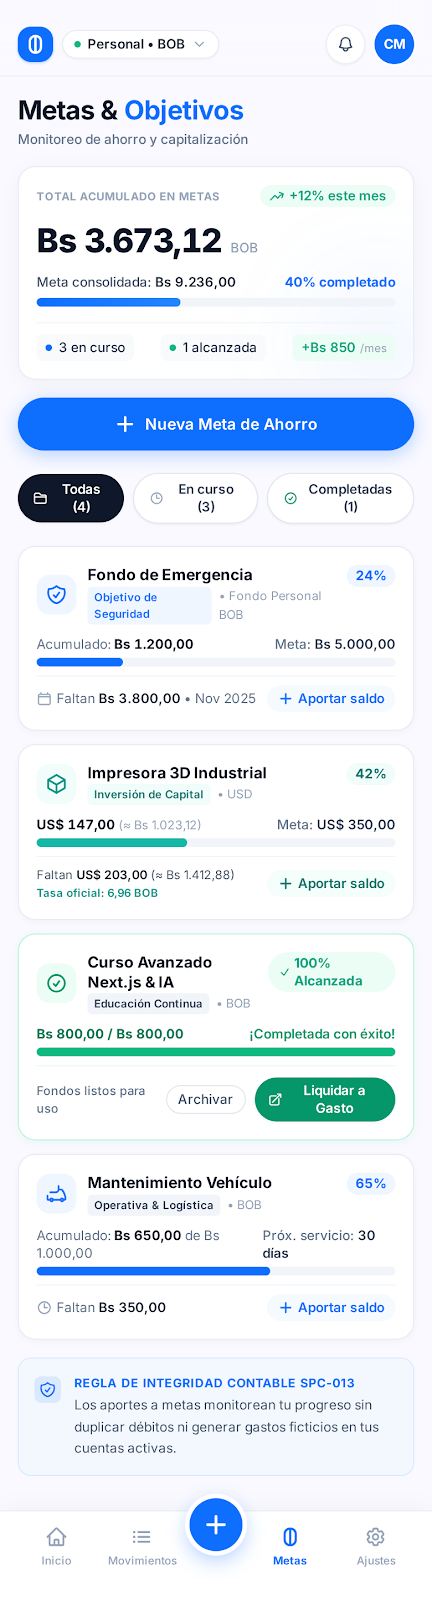 Personal • BOB
CM
Metas & Objetivos
Monitoreo de ahorro y capitalización
TOTAL ACUMULADO EN METAS
+12% este mes
Bs 3.673,12 BOB
Meta consolidada: Bs 9.236,00
40% completado
3 en curso
1 alcanzada
+Bs 850 /mes
Nueva Meta de Ahorro
Todas
(4)
En curso
(3)
Completadas
(1)
Fondo de Emergencia
24%
Objetivo de
Seguridad
• Fondo Personal
BOB
Acumulado: Bs 1.200,00
Meta: Bs 5.000,00
Faltan Bs 3.800,00 • Nov 2025
+ Aportar saldo
Impresora 3D Industrial
42%
Inversión de Capital • USD
US$ 147,00 (≈ Bs 1.023,12)
Meta: US$ 350,00
Faltan US$ 203,00 (≈ Bs 1.412,88)
Tasa oficial: 6,96 BOB
+ Aportar saldo
Curso Avanzado
Next.js & IA
100%
Alcanzada
Educación Continua • BOB
Bs 800,00 / Bs 800,00
¡Completada con éxito!
Fondos listos para
uso
Archivar
Liquidar a
Gasto
Mantenimiento Vehículo
65%
Operativa & Logística • BOB
Acumulado: Bs 650,00 de Bs
1.000,00
Próx. servicio: 30
días
Faltan Bs 350,00
+ Aportar saldo
REGLA DE INTEGRIDAD CONTABLE SPC-013
Los aportes a metas monitorean tu progreso sin
duplicar débitos ni generar gastos ficticios en tus
cuentas activas.
Inicio
Movimientos
Metas
Ajustes